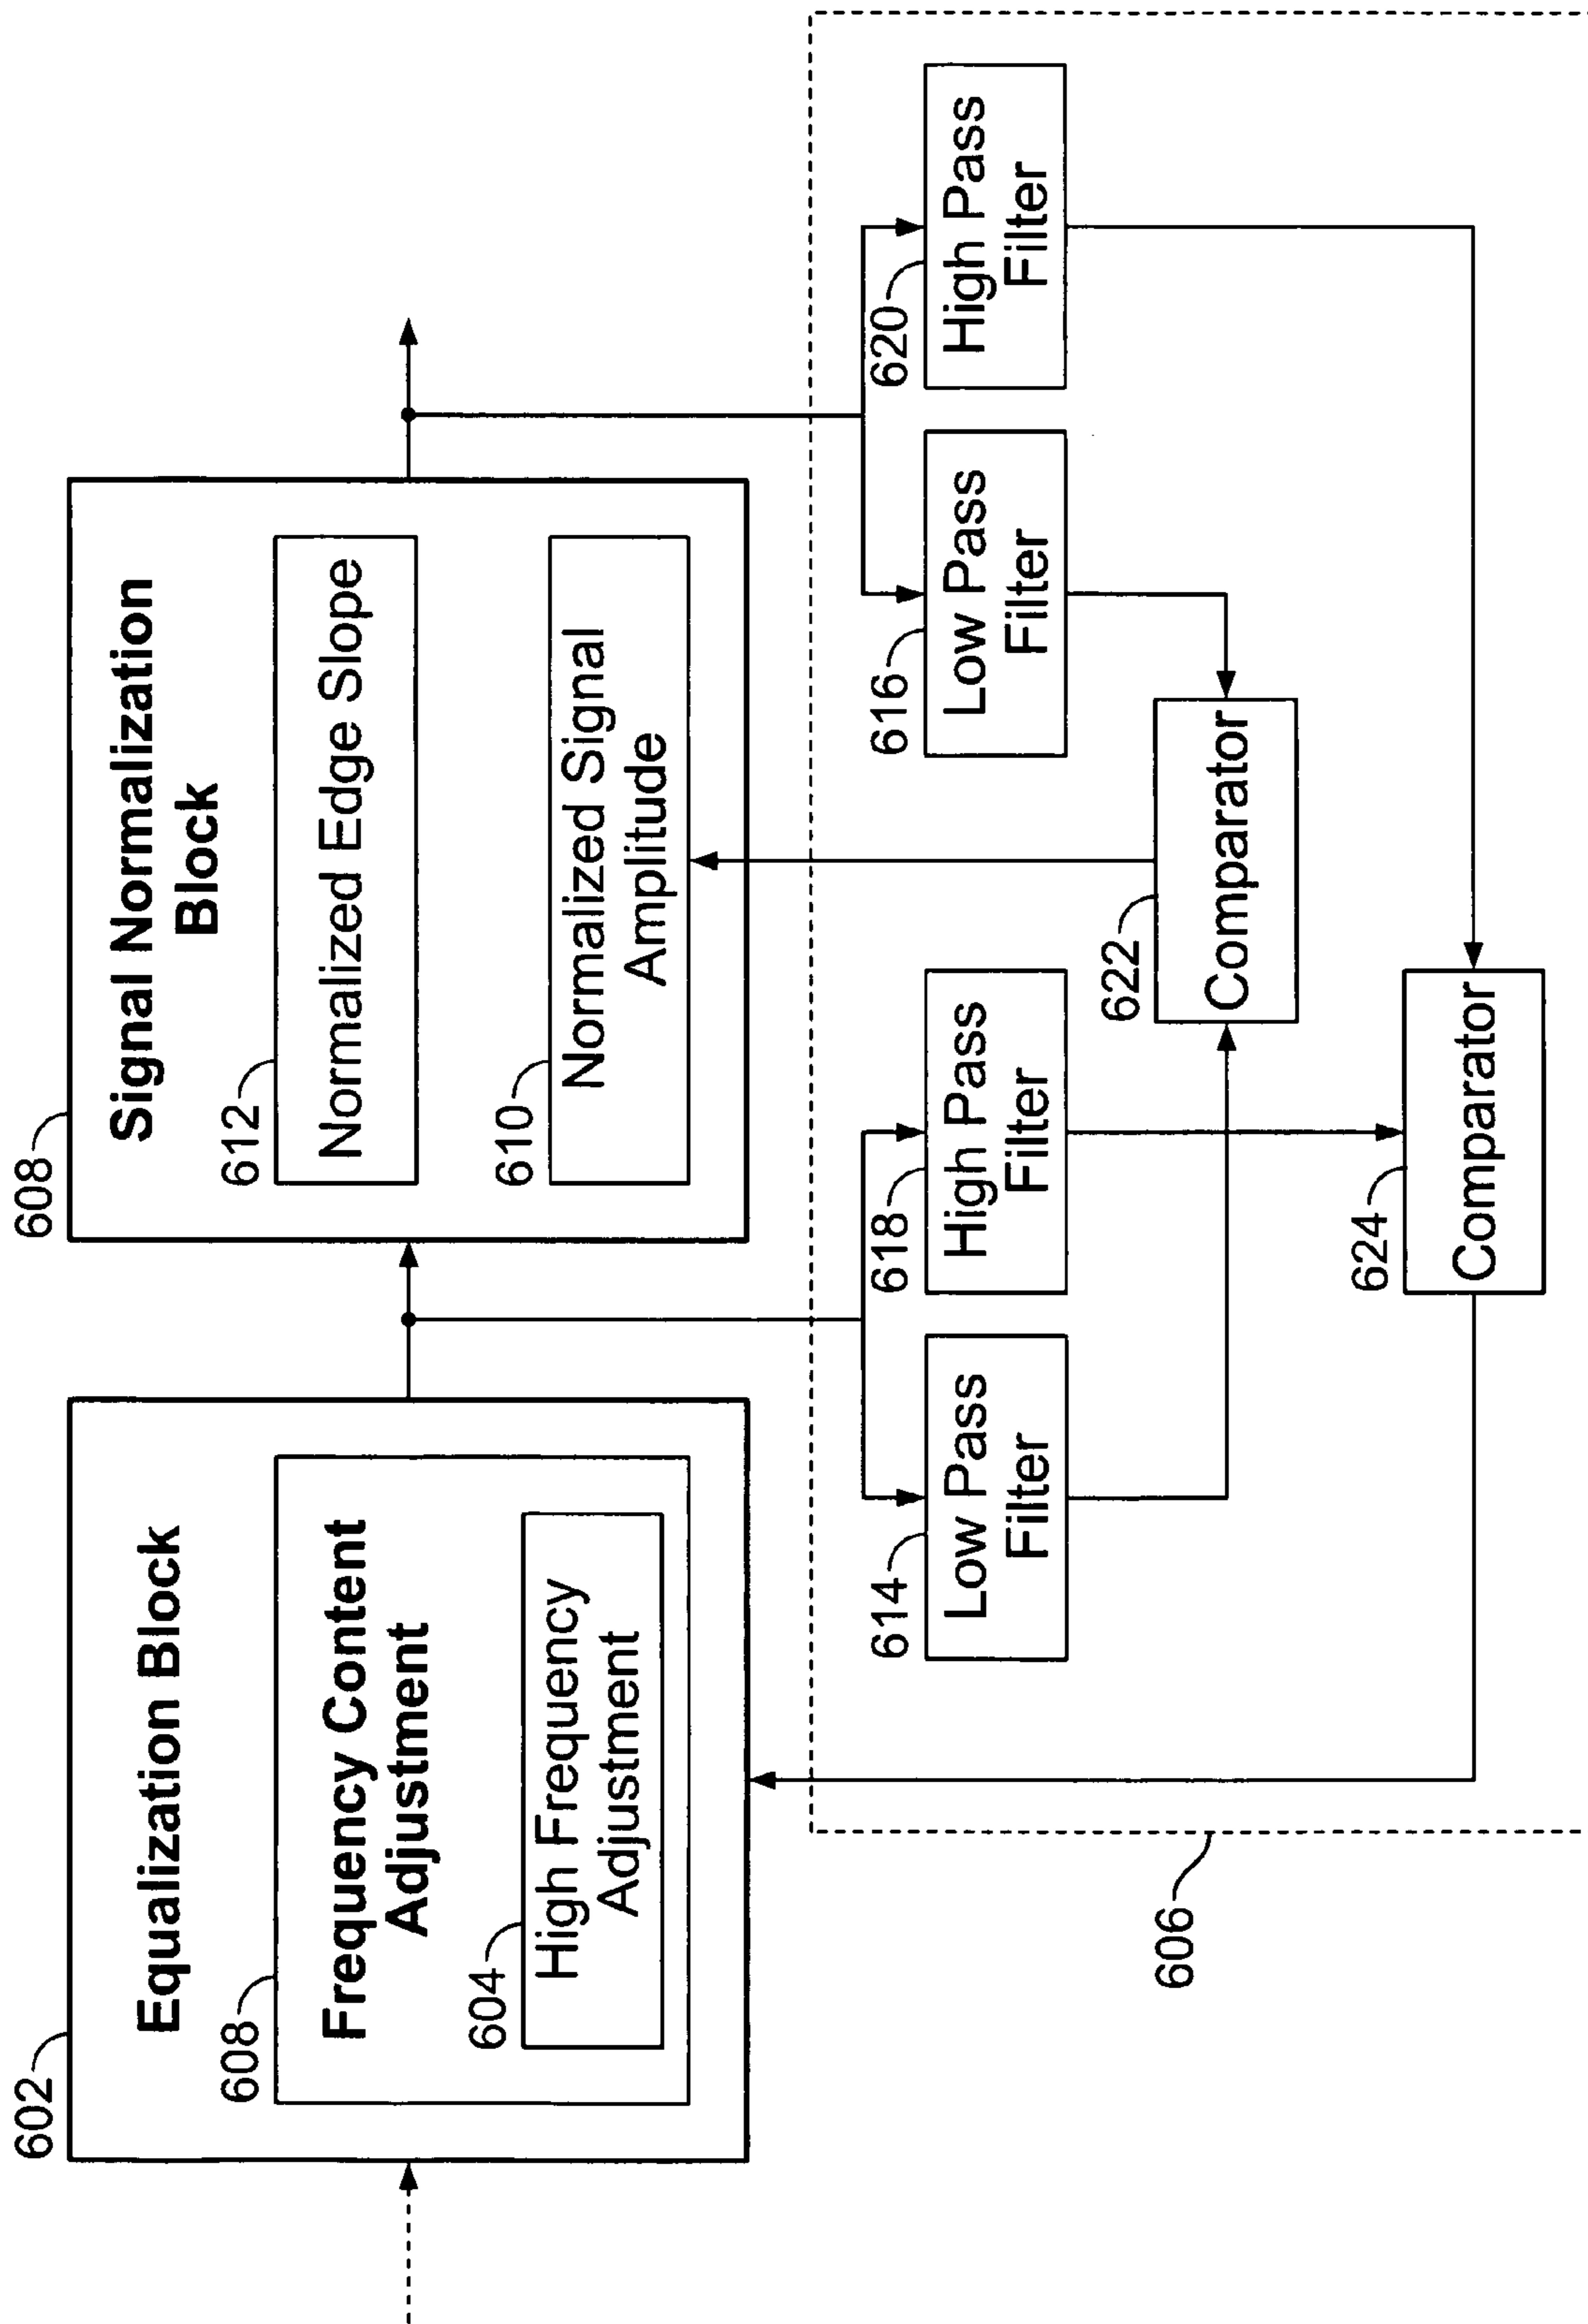 602
Equalization Block
608
Frequency Content
Adjustment
604
High Frequency
Adjustment
608
Signal Normalization
Block
612
Normalized Edge Slope
610
Normalized Signal
Amplitude
606
614
Low Pass
Filter
618
High Pass
Filter
616
Low Pass
Filter
620
High Pass
Filter
622
Comparator
624
Comparator